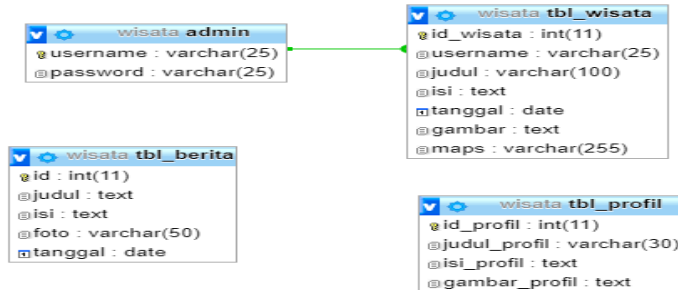 wisata admin
username : varchar(25)
password : varchar(25)
wisata tbl_wisata
id_wisata : int(11)
username : varchar(25)
judul : varchar(100)
isi : text
tanggal : date
gambar : text
maps : varchar(255)
wisata tbl_berita
id : int(11)
judul : text
isi : text
foto : varchar(50)
tanggal : date
wisata tbl_profil
id_profil : int(11)
judul_profil : varchar(30)
isi_profil : text
gambar_profil : text